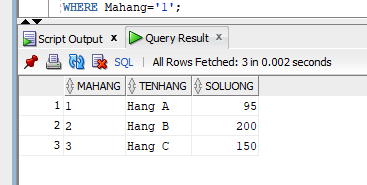 WHERE Mahang='1';
Script Output x Query Result x
SQL | All Rows Fetched: 3 in 0.002 seconds
MAHANG TENHANG SOLUONG
1 1 Hang A 95
2 2 Hang B 200
3 3 Hang C 150